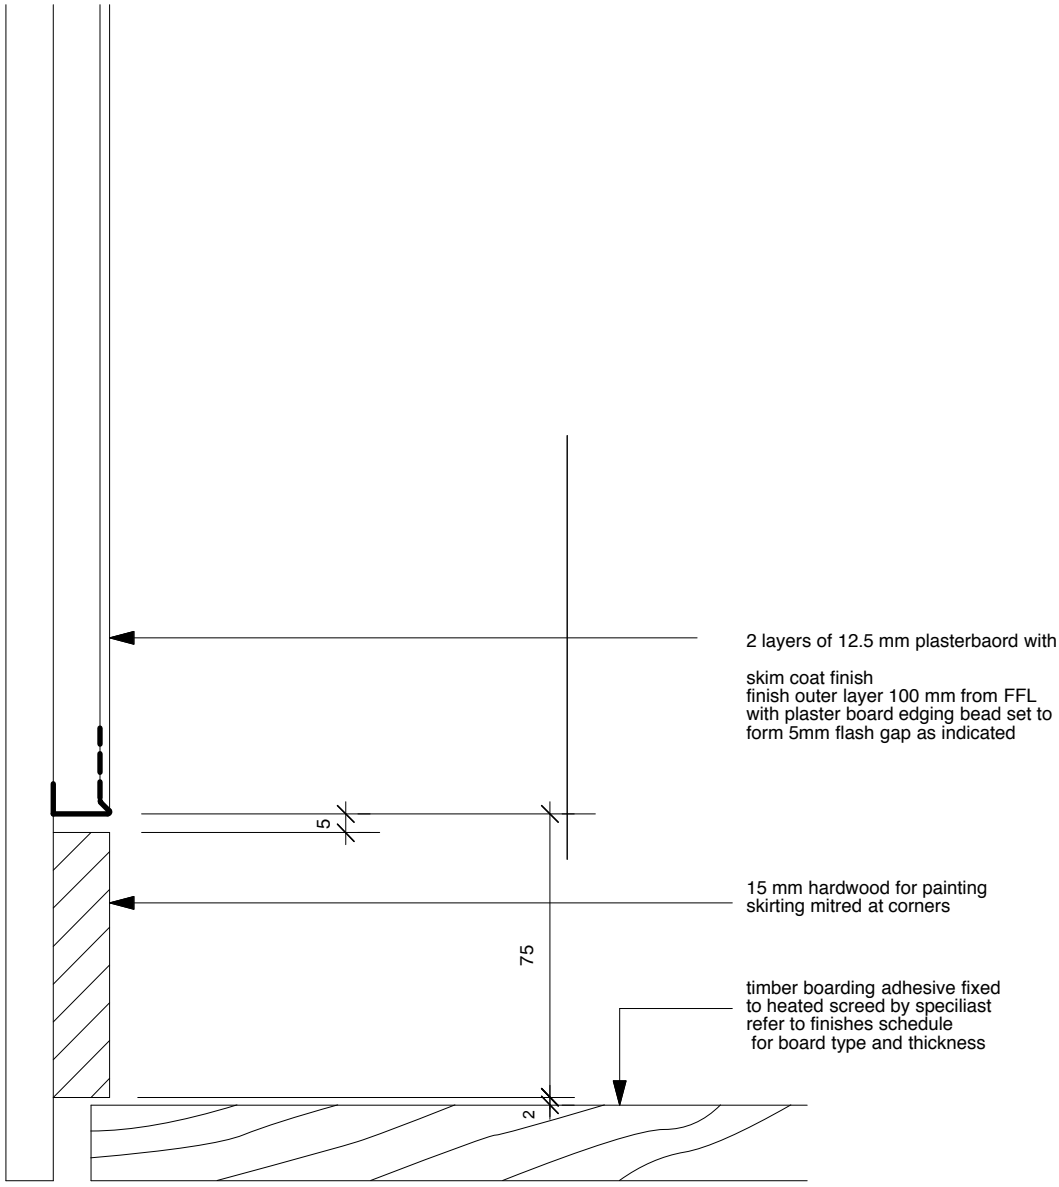 2 layers of 12.5 mm plasterbaord with
skim coat finish
finish outer layer 100 mm from FFL
with plaster board edging bead set to
form 5mm flash gap as indicated
5
15 mm hardwood for painting
skirting mitred at corners
75
timber boarding adhesive fixed
to heated screed by speciliast
refer to finishes schedule
for board type and thickness
2